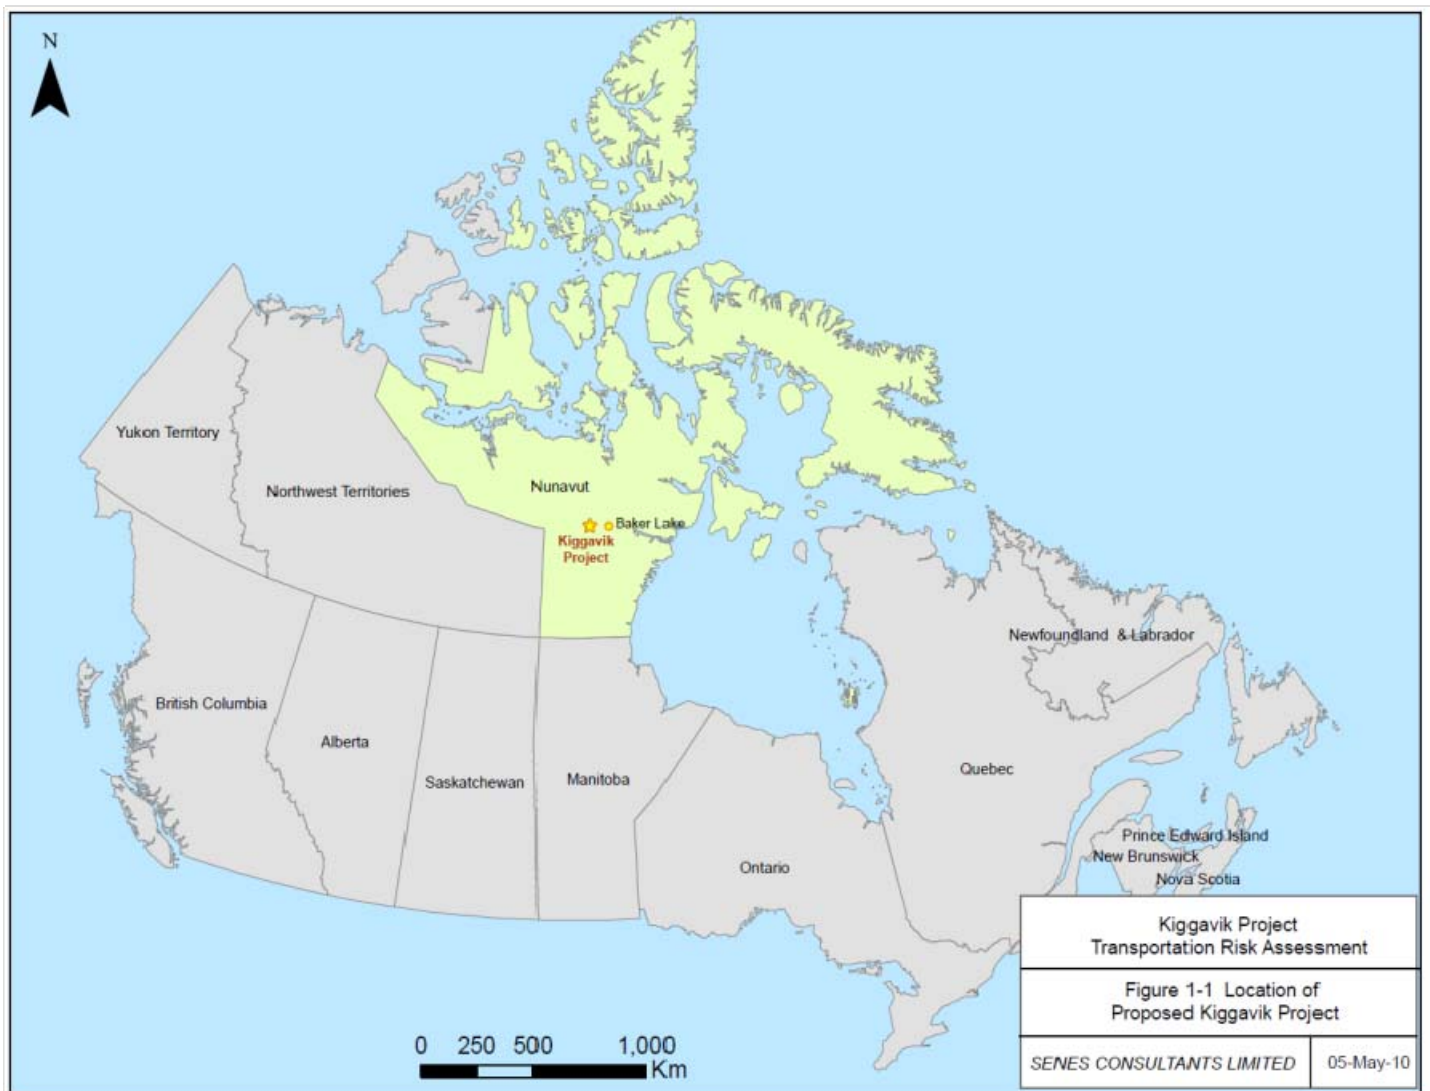 N
Yukon Territory
Northwest Territories
Nunavut
Baker Lake
Kiggavik
Project
Newfoundland & Labrador
British Columbia
Alberta
Saskatchewan
Manitoba
Quebec
Ontario
Prince Edward Island
New Brunswick
Nova Scotia
Kiggavik Project
Transportation Risk Assessment
Figure 1-1 Location of
Proposed Kiggavik Project
SENES CONSULTANTS LIMITED 05-May-10
0 250 500 1,000
Km